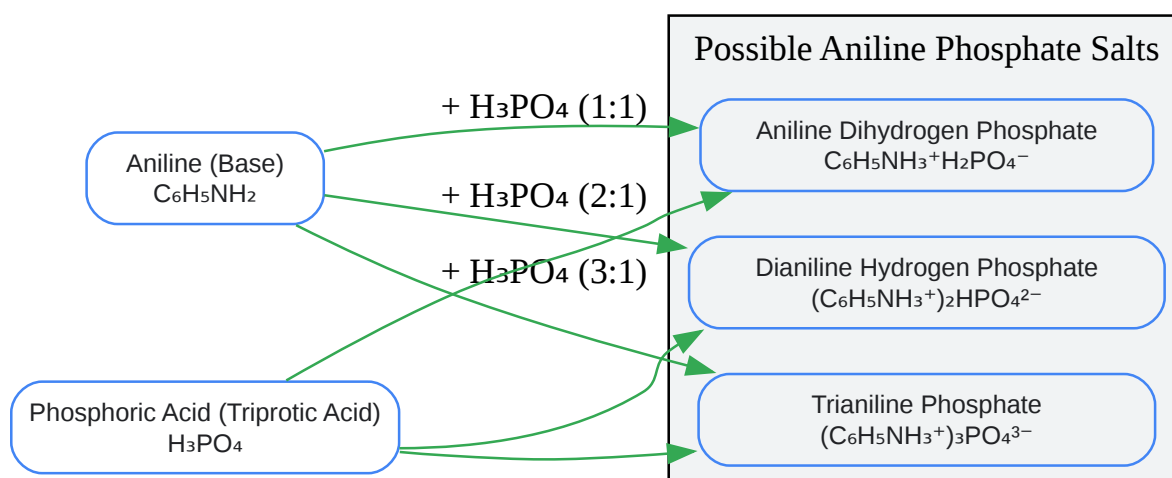 Possible Aniline Phosphate Salts
+ H₃PO₄ (1:1)
Aniline Dihydrogen Phosphate
C₆H₅NH₃⁺H₂PO₄⁻
Aniline (Base)
C₆H₅NH₂
+ H₃PO₄ (2:1)
Dianiline Hydrogen Phosphate
(C₆H₅NH₃⁺)₂HPO₄²⁻
+ H₃PO₄ (3:1)
Phosphoric Acid (Triprotic Acid)
H₃PO₄
Trianiline Phosphate
(C₆H₅NH₃⁺)₃PO₄³⁻